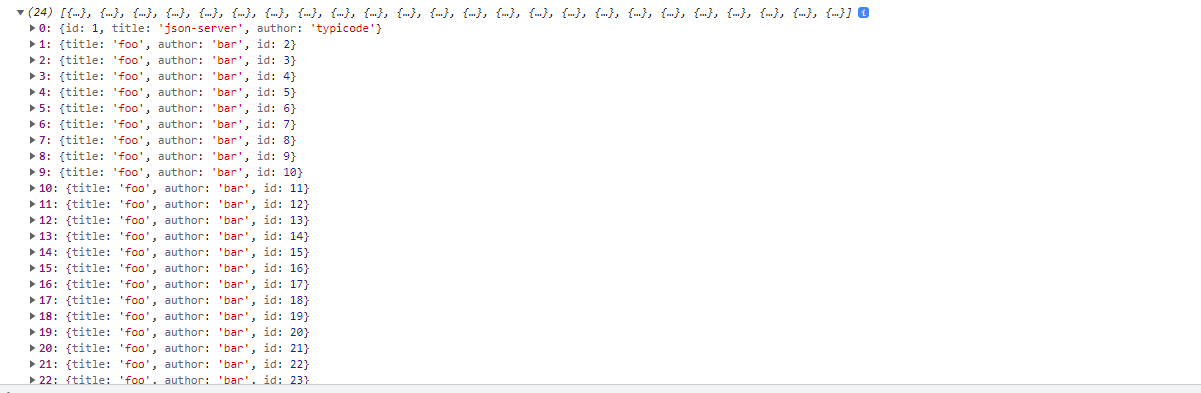 (24) [{…}, {…}, {…}, {…}, {…}, {…}, {…}, {…}, {…}, {…}, {…}, {…}, {…}, {…}, {…}, {…}, {…}, {…}, {…}, {…}, {…}, {…}, {…}, {…}] i
0: {id: 1, title: 'json-server', author: 'typicode'}
1: {title: 'foo', author: 'bar', id: 2}
2: {title: 'foo', author: 'bar', id: 3}
3: {title: 'foo', author: 'bar', id: 4}
4: {title: 'foo', author: 'bar', id: 5}
5: {title: 'foo', author: 'bar', id: 6}
6: {title: 'foo', author: 'bar', id: 7}
7: {title: 'foo', author: 'bar', id: 8}
8: {title: 'foo', author: 'bar', id: 9}
9: {title: 'foo', author: 'bar', id: 10}
10: {title: 'foo', author: 'bar', id: 11}
11: {title: 'foo', author: 'bar', id: 12}
12: {title: 'foo', author: 'bar', id: 13}
13: {title: 'foo', author: 'bar', id: 14}
14: {title: 'foo', author: 'bar', id: 15}
15: {title: 'foo', author: 'bar', id: 16}
16: {title: 'foo', author: 'bar', id: 17}
17: {title: 'foo', author: 'bar', id: 18}
18: {title: 'foo', author: 'bar', id: 19}
19: {title: 'foo', author: 'bar', id: 20}
20: {title: 'foo', author: 'bar', id: 21}
21: {title: 'foo', author: 'bar', id: 22}
22: {title: 'foo', author: 'bar', id: 23}